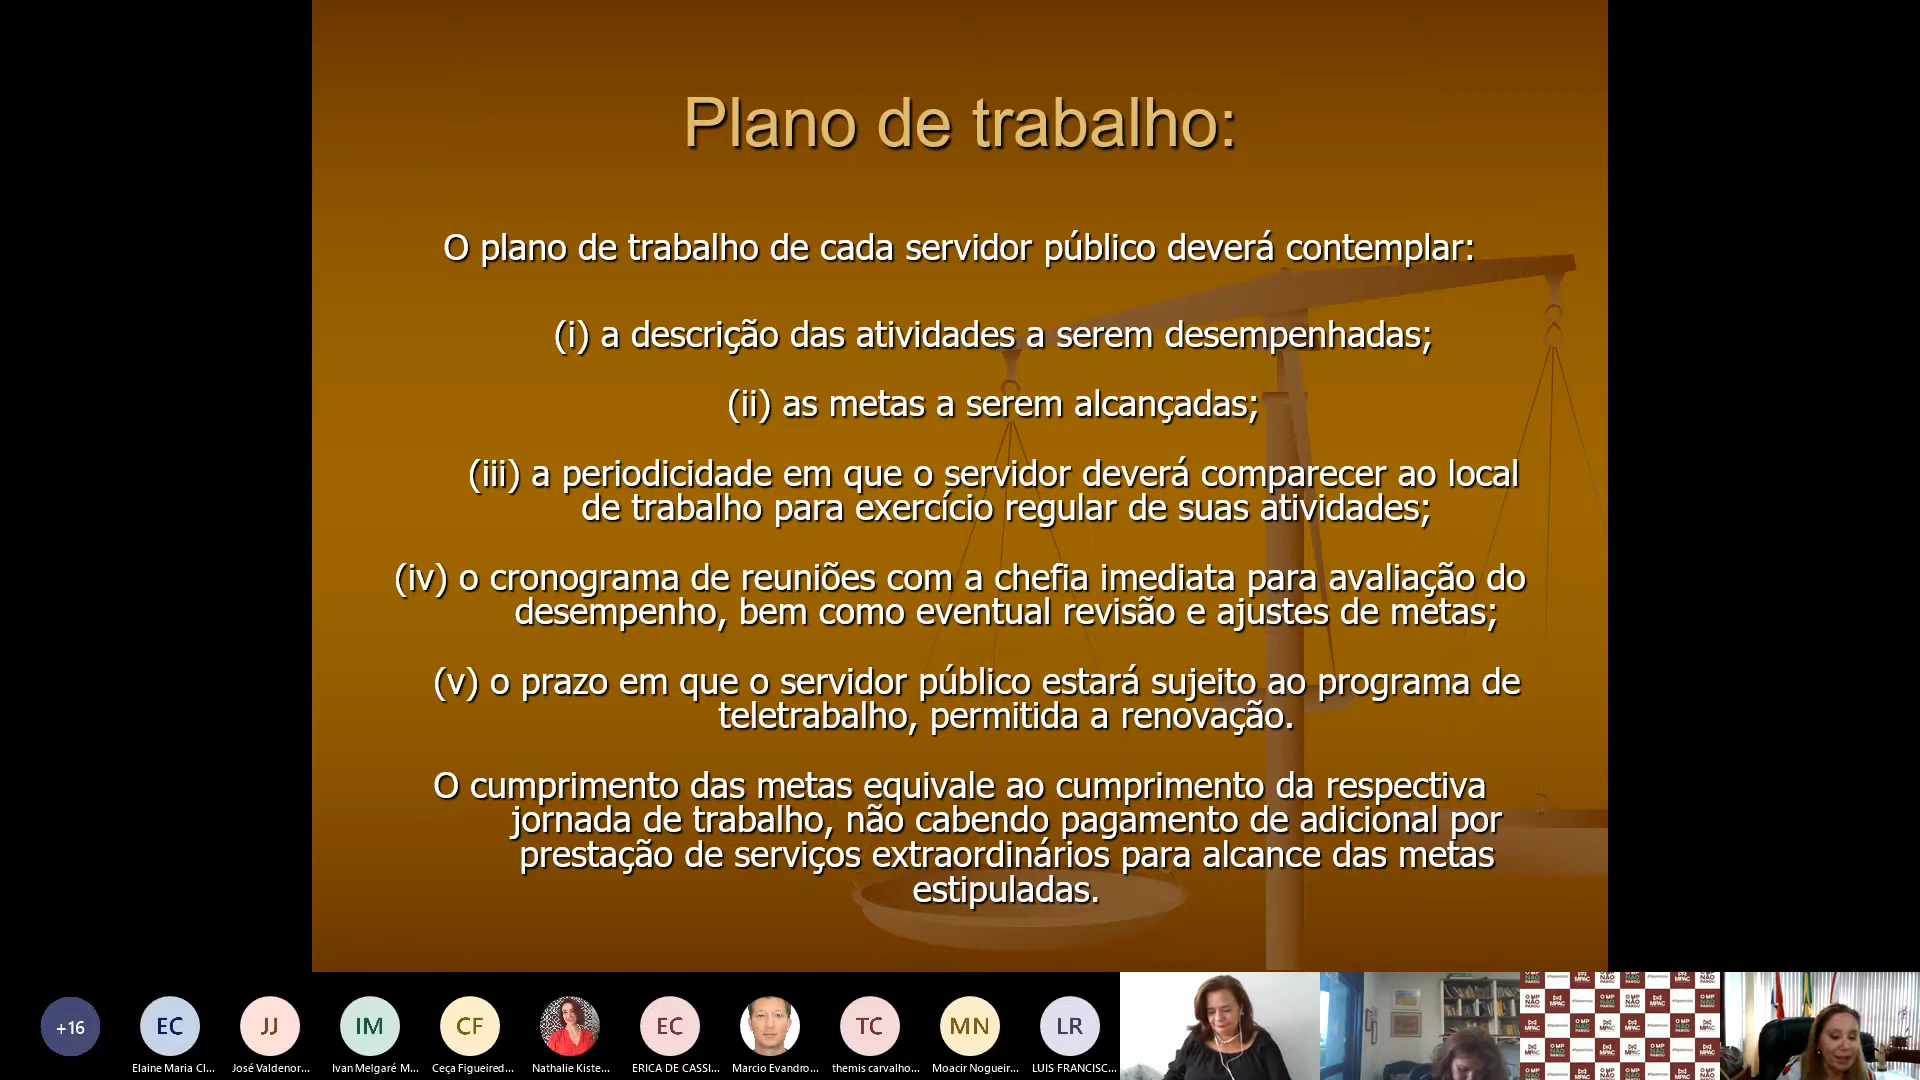 Plano de trabalho:
O plano de trabalho de cada servidor público deverá contemplar:
(i) a descrição das atividades a serem desempenhadas;
(ii) as metas a serem alcançadas;
(iii) a periodicidade em que o servidor deverá comparecer ao local
de trabalho para exercício regular de suas atividades;
(iv) o cronograma de reuniões com a chefia imediata para avaliação do
desempenho, bem como eventual revisão e ajustes de metas;
(v) o prazo em que o servidor público estará sujeito ao programa de
teletrabalho, permitida a renovação.
O cumprimento das metas equivale ao cumprimento da respectiva
jornada de trabalho, não cabendo pagamento de adicional por
prestação de serviços extraordinários para alcance das metas
estipuladas.
+16 EC JJ IM CF EC TC MN LR
Elaine Maria Cl... José Valdenor... Ivan Melgaré M... Ceça Figueired... Nathalie Kiste... ERICA DE CASSI... Marcio Evandro... themis carvalho... Moacir Nogueir... LUIS FRANCISC...
O MP NÃO PAROU MPAC